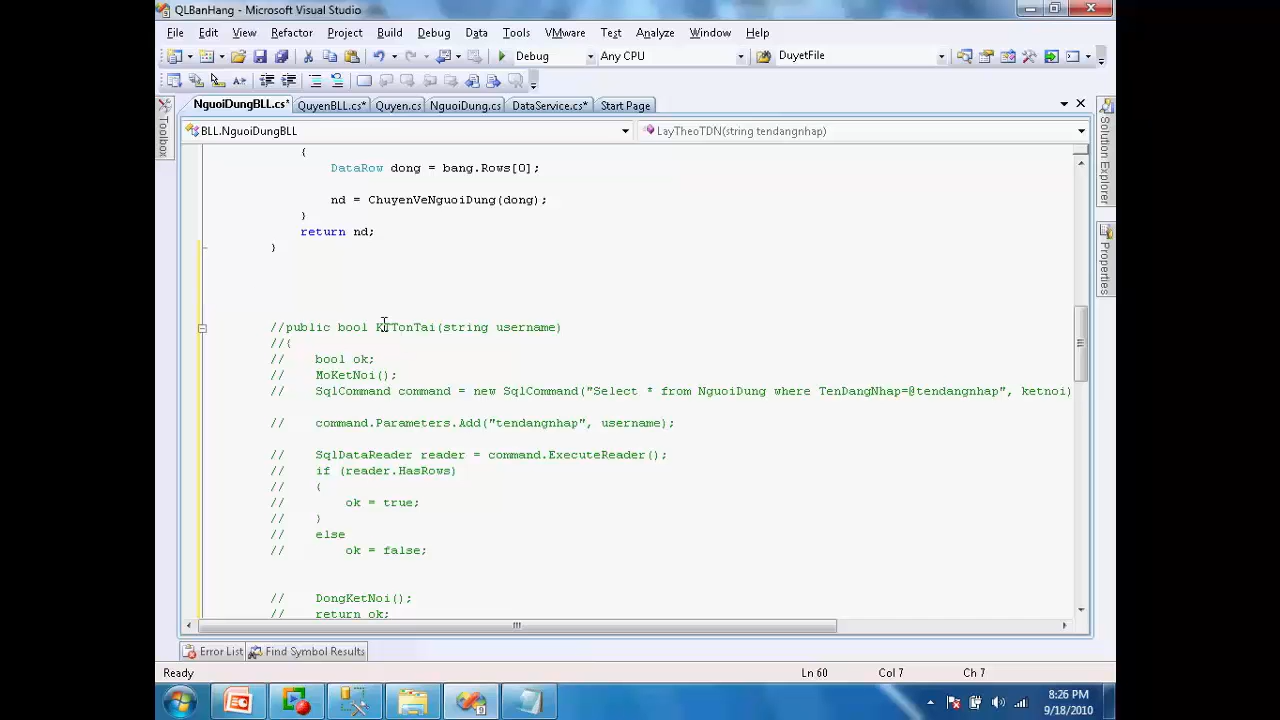 QLBanHang - Microsoft Visual Studio
File Edit View Refactor Project Build Debug Data Tools VMware Test Analyze Window Help
Debug Any CPU DuyetFile
NguoiDungBLL.cs* QuyenBLL.cs* Quyen.cs NguoiDung.cs DataService.cs* Start Page
Toolbox
BLL.NguoiDungBLL LayTheoTDN(string tendangnhap)
Solution Explorer
Properties
{
DataRow dong = bang.Rows[0];
nd = ChuyenVeNguoiDung(dong);
}
return nd;
}
//public bool KTTonTai(string username)
//{
// bool ok;
// MoKetNoi();
// SqlCommand command = new SqlCommand("Select * from NguoiDung where TenDangNhap=@tendangnhap", ketnoi)
// command.Parameters.Add("tendangnhap", username);
// SqlDataReader reader = command.ExecuteReader();
// if (reader.HasRows)
// {
// ok = true;
// }
// else
// ok = false;
// DongKetNoi();
// return ok;
Error List Find Symbol Results
Ready Ln 60 Col 7 Ch 7
8:26 PM
9/18/2010